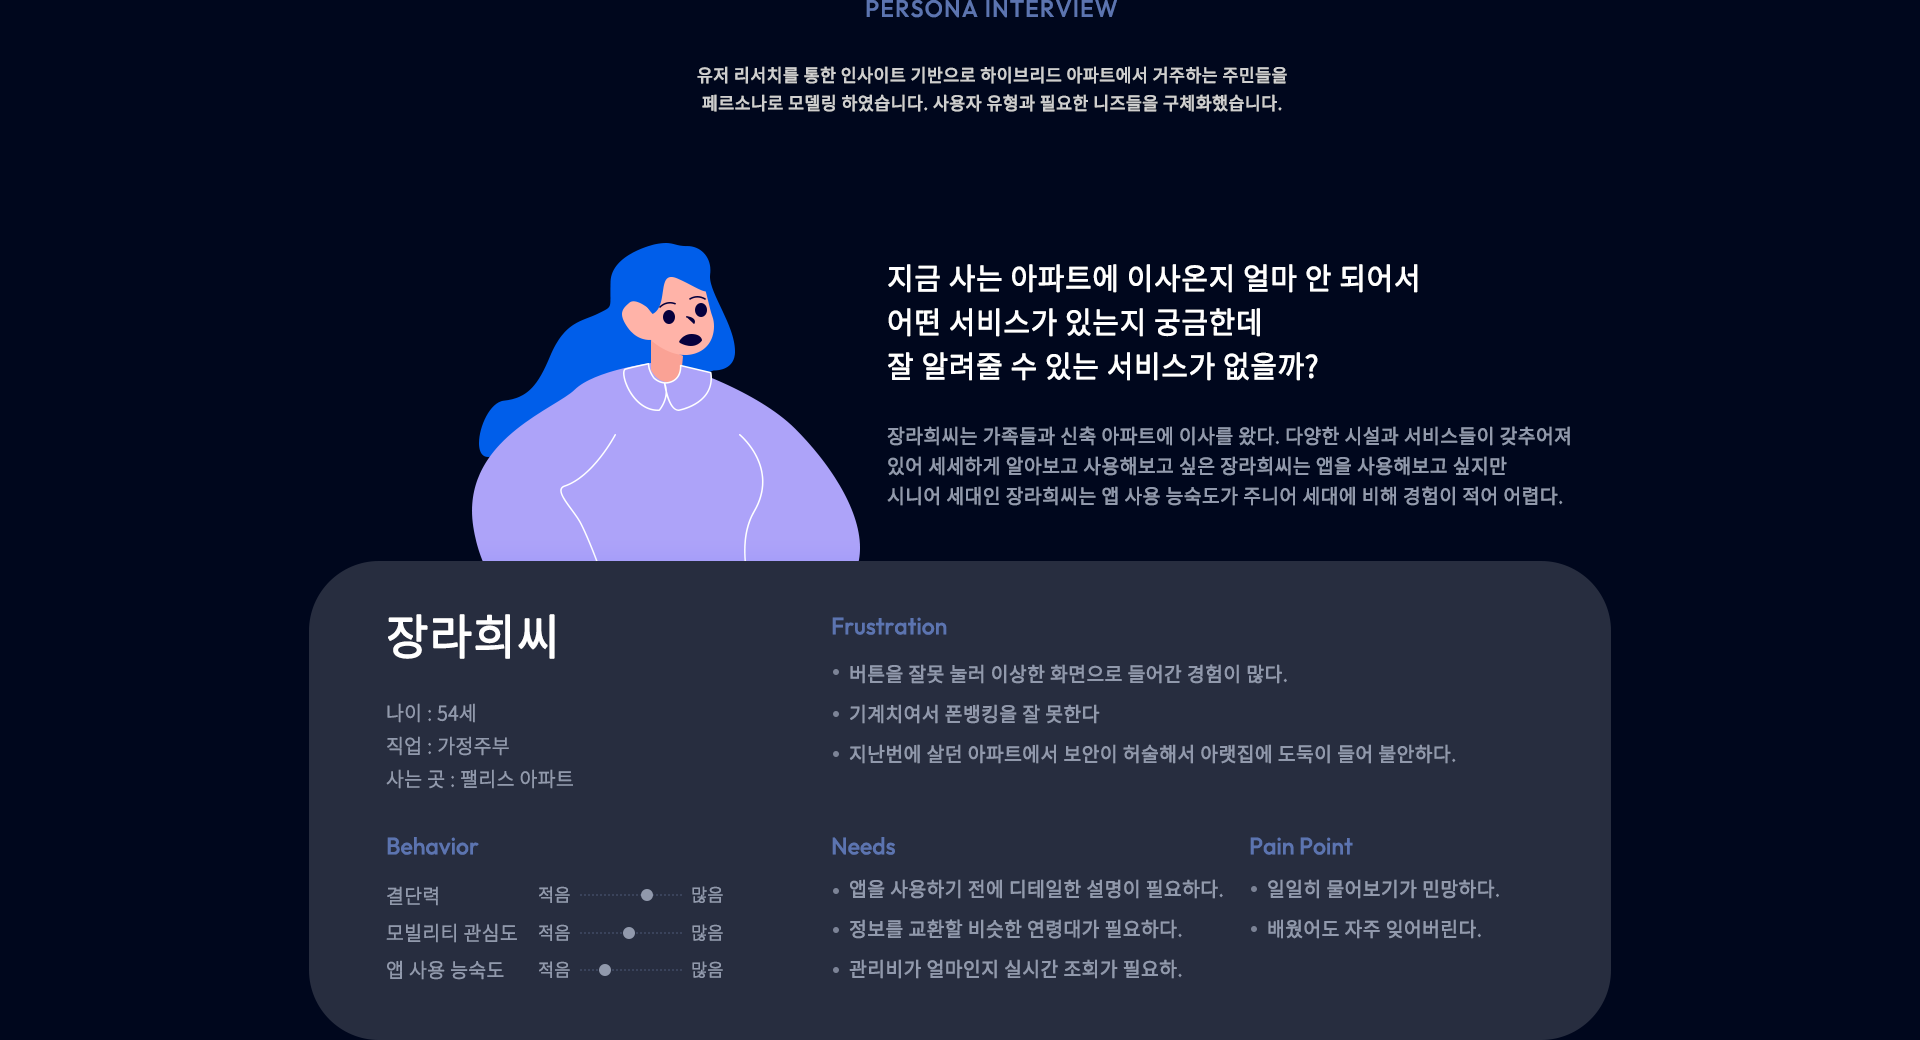 PERSONA INTERVIEW
유저 리서치를 통한 인사이트 기반으로 하이브리드 아파트에서 거주하는 주민들을
페르소나로 모델링 하였습니다. 사용자 유형과 필요한 니즈들을 구체화했습니다.
지금 사는 아파트에 이사온지 얼마 안 되어서
어떤 서비스가 있는지 궁금한데
잘 알려줄 수 있는 서비스가 없을까?
장라희씨는 가족들과 신축 아파트에 이사를 왔다. 다양한 시설과 서비스들이 갖추어져
있어 세세하게 알아보고 사용해보고 싶은 장라희씨는 앱을 사용해보고 싶지만
시니어 세대인 장라희씨는 앱 사용 능숙도가 주니어 세대에 비해 경험이 적어 어렵다.
장라희씨
나이 : 54세
직업 : 가정주부
사는 곳 : 팰리스 아파트
Frustration
• 버튼을 잘못 눌러 이상한 화면으로 들어간 경험이 많다.
• 기계치여서 폰뱅킹을 잘 못한다
• 지난번에 살던 아파트에서 보안이 허술해서 아랫집에 도둑이 들어 불안하다.
Behavior
결단력 적음 많음
모빌리티 관심도 적음 많음
앱 사용 능숙도 적음 많음
Needs
• 앱을 사용하기 전에 디테일한 설명이 필요하다.
• 정보를 교환할 비슷한 연령대가 필요하다.
• 관리비가 얼마인지 실시간 조회가 필요하.
Pain Point
• 일일히 물어보기가 민망하다.
• 배웠어도 자주 잊어버린다.